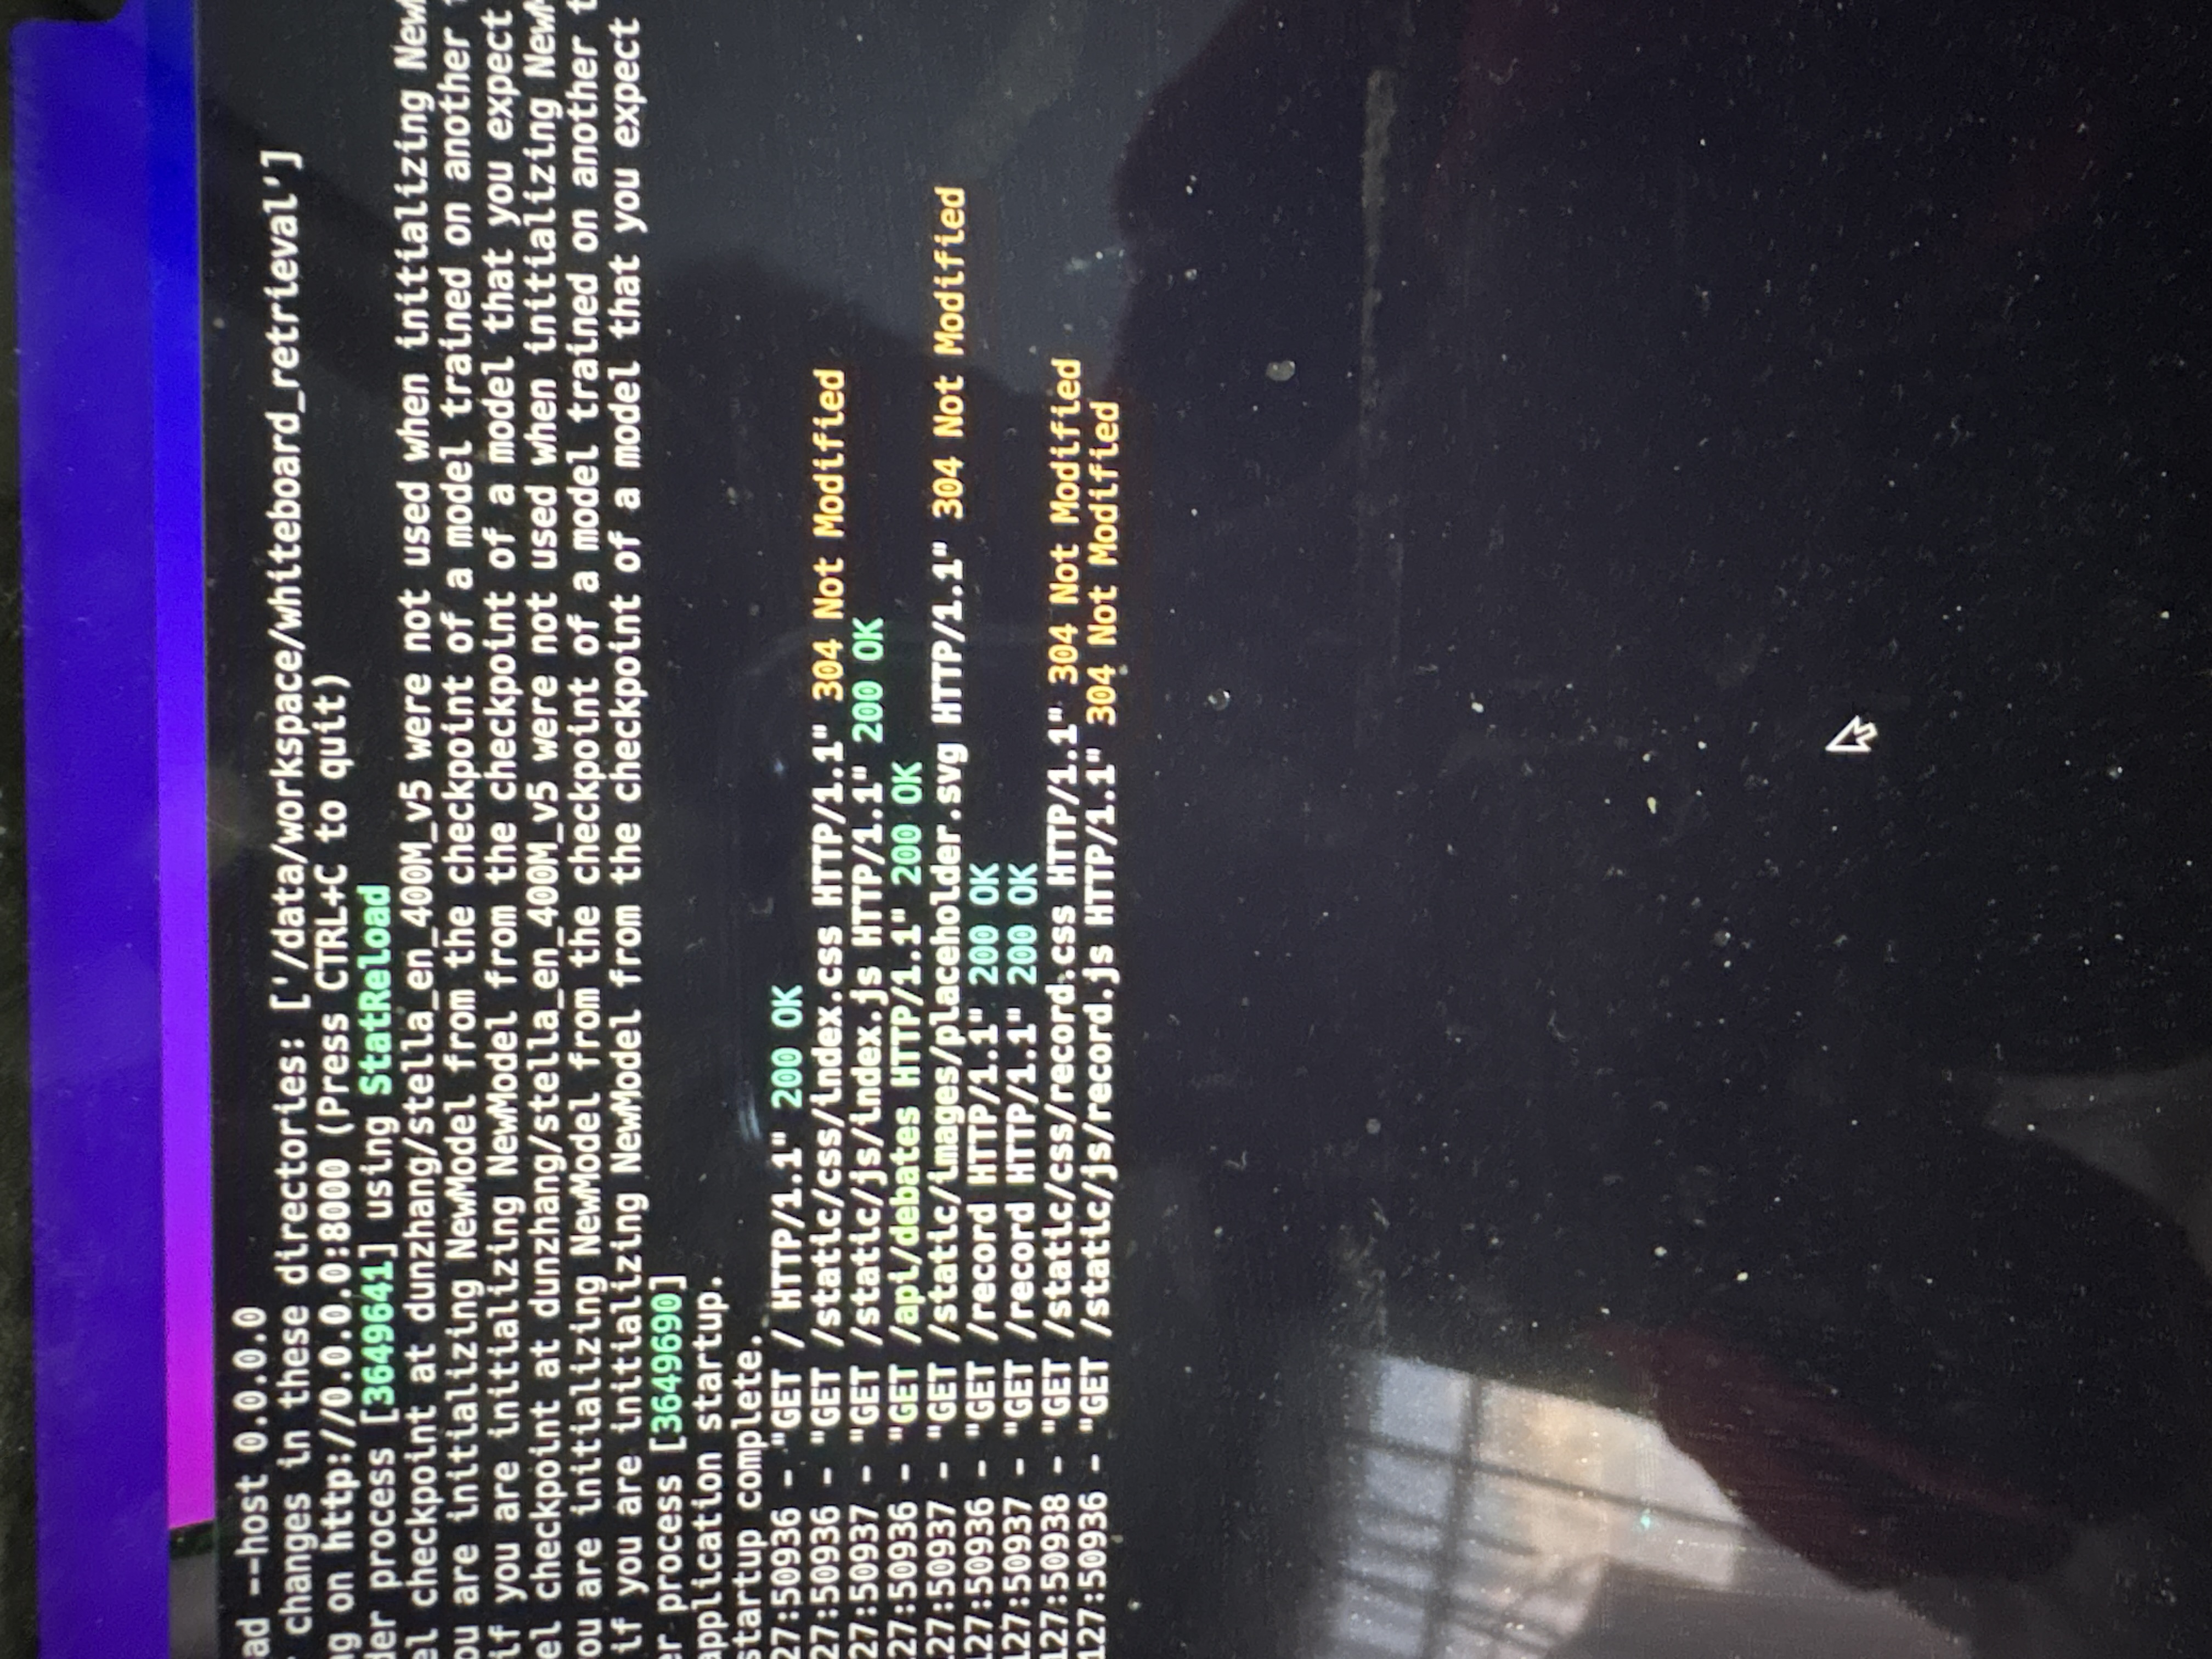 ad --host 0.0.0.0
changes in these directories: ['/data/workspace/whiteboard_retrieval']
ng on http://0.0.0.0:8000 (Press CTRL+C to quit)
der process [3649641] using StatReload
el checkpoint at dunzhang/stella_en_400M_v5 were not used when initializing New
ou are initializing NewModel from the checkpoint of a model trained on another
if you are initializing NewModel from the checkpoint of a model that you expect
el checkpoint at dunzhang/stella_en_400M_v5 were not used when initializing New
ou are initializing NewModel from the checkpoint of a model trained on another t
if you are initializing NewModel from the checkpoint of a model that you expect
er process [3649690]
application startup.
startup complete.
27:50936 - "GET / HTTP/1.1" 200 OK
27:50936 - "GET /static/css/index.css HTTP/1.1" 304 Not Modified
27:50937 - "GET /static/js/index.js HTTP/1.1" 200 OK
27:50936 - "GET /api/debates HTTP/1.1" 200 OK
27:50937 - "GET /static/images/placeholder.svg HTTP/1.1" 304 Not Modified
127:50936 - "GET /record HTTP/1.1" 200 OK
127:50937 - "GET /record HTTP/1.1" 200 OK
127:50938 - "GET /static/css/record.css HTTP/1.1" 304 Not Modified
127:50936 - "GET /static/js/record.js HTTP/1.1" 304 Not Modified